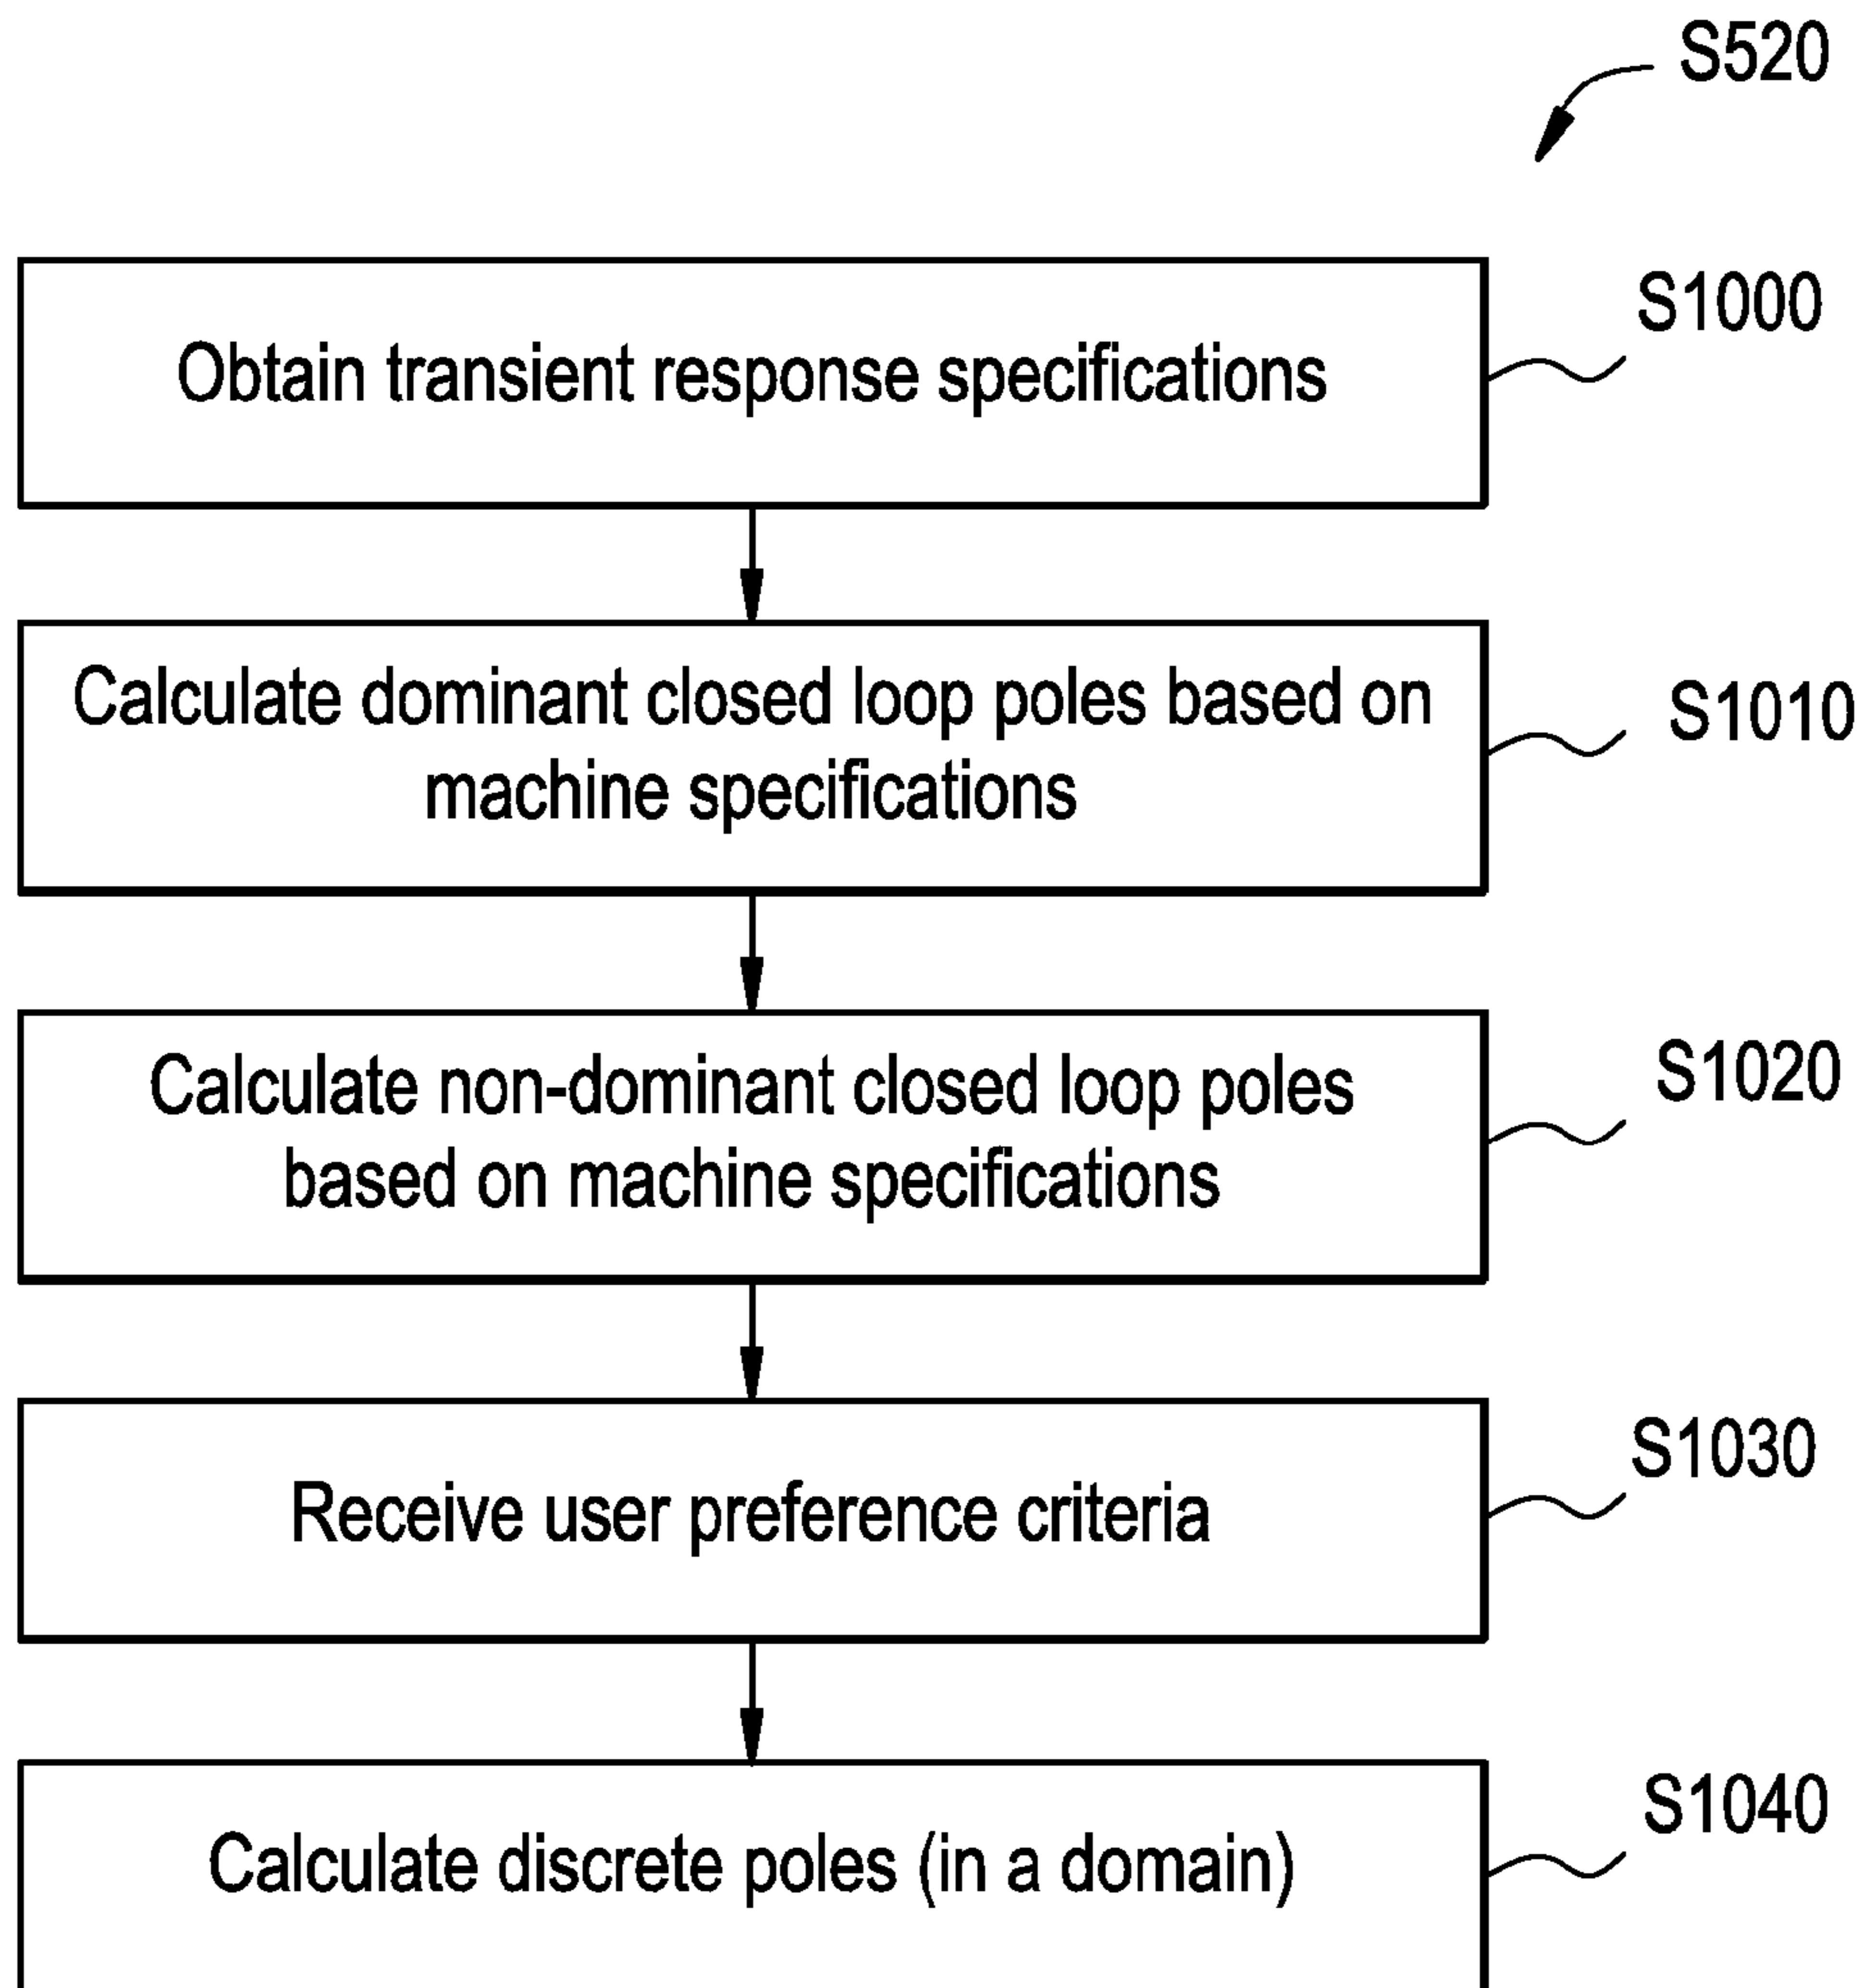 S520
Obtain transient response specifications
S1000
Calculate dominant closed loop poles based on
machine specifications
S1010
Calculate non-dominant closed loop poles
based on machine specifications
S1020
Receive user preference criteria
S1030
Calculate discrete poles (in a domain)
S1040